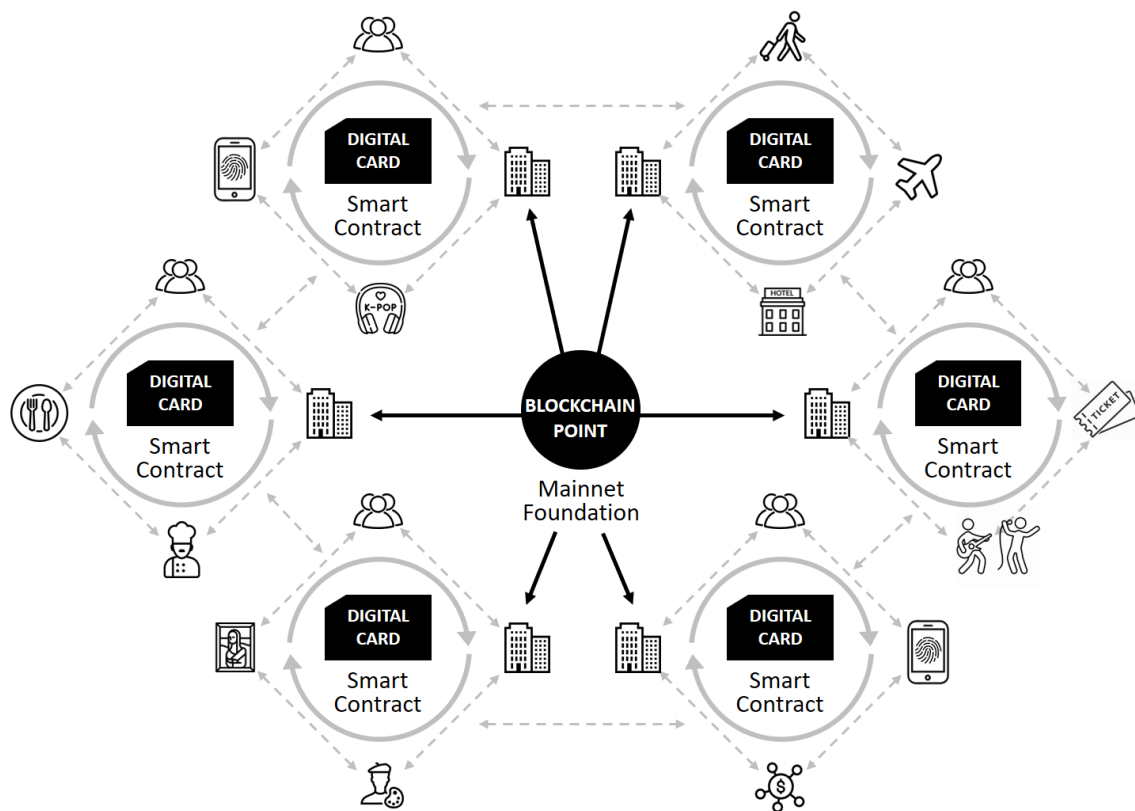 DIGITAL
CARD
Smart
Contract
DIGITAL
CARD
Smart
Contract
K-POP
HOTEL
DIGITAL
CARD
Smart
Contract
BLOCKCHAIN
POINT
Mainnet
Foundation
DIGITAL
CARD
Smart
Contract
TICKET
DIGITAL
CARD
Smart
Contract
DIGITAL
CARD
Smart
Contract
$